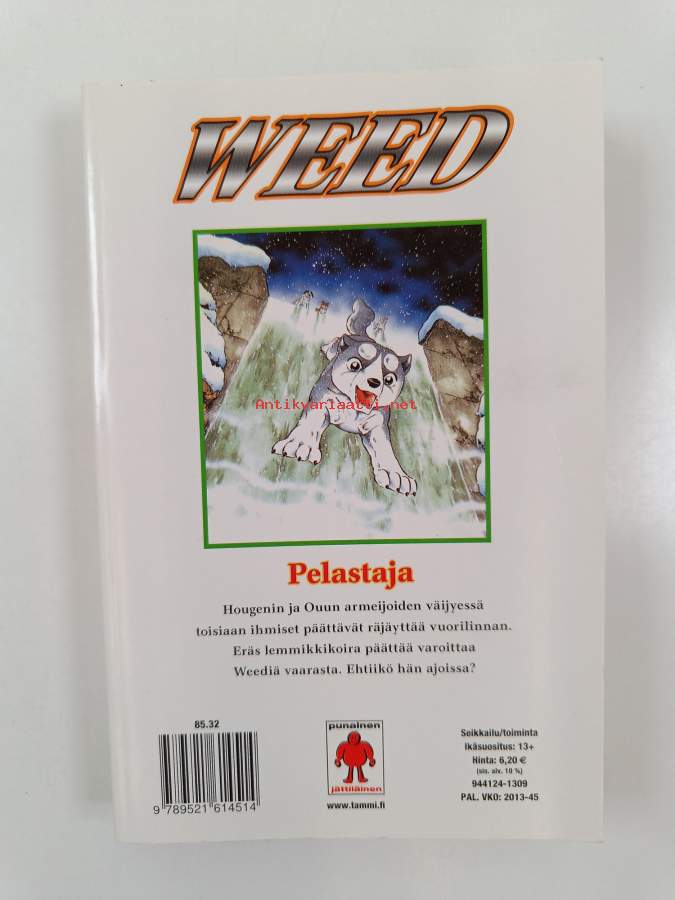 WEED
Antikvariaatti.net
Pelastaja
Hougenin ja Ouun armeijoiden väijyessä
toisiaan ihmiset päättävät räjäyttää vuorilinnan.
Eräs lemmikkikoira päättää varoittaa
Weediä vaarasta. Ehtiikö hän ajoissa?
85.32
9 789521 614514
punainen
jättiläinen
www.tammi.fi
Seikkailu/toiminta
Ikäsuositus: 13+
Hinta: 6,20 €
(sis. alv. 10 %)
944124-1309
PAL. VKO: 2013-45